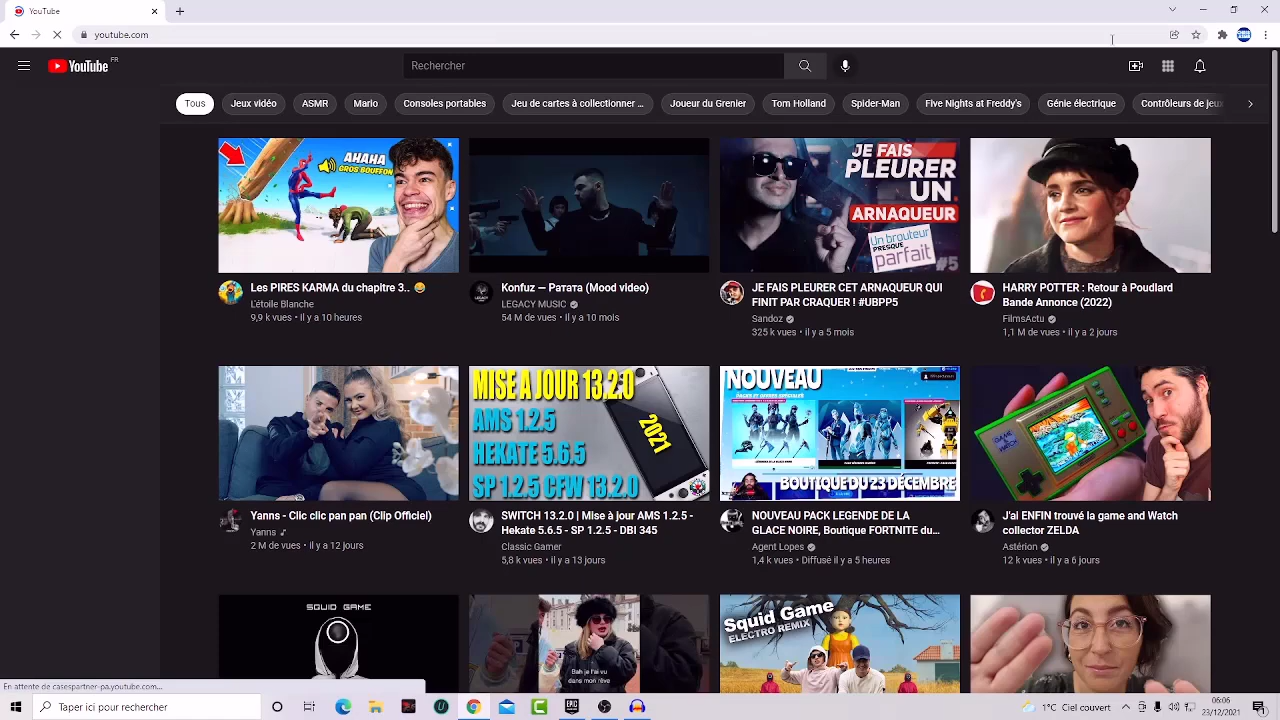 YouTube
youtube.com
YouTube FR
Rechercher
Tous
Jeux vidéo
ASMR
Mario
Consoles portables
Jeu de cartes à collectionner ...
Joueur du Grenier
Tom Holland
Spider-Man
Five Nights at Freddy's
Génie électrique
Contrôleurs de jeux
AHAHA
GROS BOUFFON
JE FAIS
PLEURER
UN
ARNAQUEUR
Un brouteur
PRESQUE
parfait
#5
Les PIRES KARMA du chapitre 3.. 😂
L'étoile Blanche
9,9 k vues • il y a 10 heures
Konfuz — Ратата (Mood video)
LEGACY MUSIC
54 M de vues • il y a 10 mois
JE FAIS PLEURER CET ARNAQUEUR QUI
FINIT PAR CRAQUER ! #UBPP5
Sandoz
325 k vues • il y a 5 mois
HARRY POTTER : Retour à Poudlard
Bande Annonce (2022)
FilmsActu
1,1 M de vues • il y a 2 jours
MISE A JOUR 13.2.0
AMS 1.2.5
HEKATE 5.6.5
SP 1.2.5 CFW 13.2.0
2021
NOUVEAU
BOUTIQUE DU 23 DÉCEMBRE
Yanns - Clic clic pan pan (Clip Officiel)
Yanns ♪
2 M de vues • il y a 12 jours
SWITCH 13.2.0 | Mise à jour AMS 1.2.5 -
Hekate 5.6.5 - SP 1.2.5 - DBI 345
Classic Gamer
5,8 k vues • il y a 13 jours
NOUVEAU PACK LEGENDE DE LA
GLACE NOIRE, Boutique FORTNITE du...
Agent Lopes
1,4 k vues • Diffusé il y a 5 heures
J'ai ENFIN trouvé la game and Watch
collector ZELDA
Astérion
12 k vues • il y a 6 jours
SQUID GAME
Bah je l'ai vu
dans mon rêve
Squid Game
ELECTRO REMIX
En attente de casespartner-pa.youtube.com...
Taper ici pour rechercher
EPIC
1°C Ciel couvert
06:06
23/12/2021